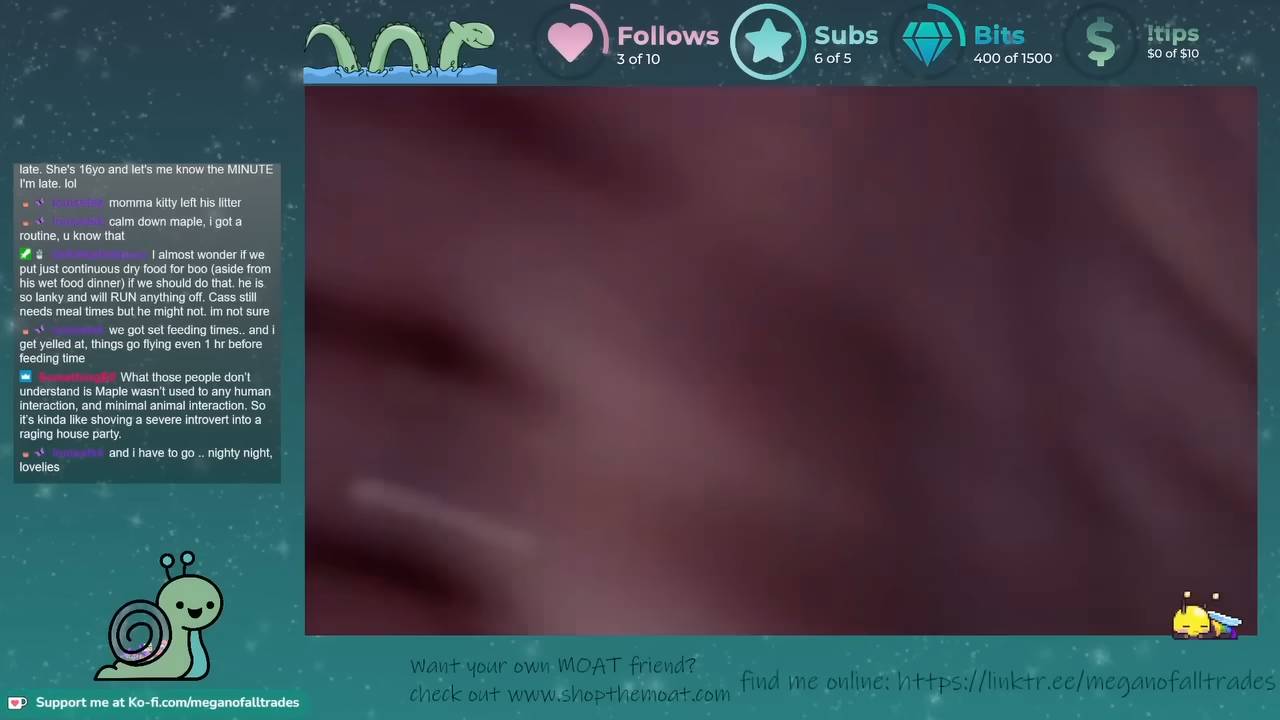 Follows
3 of 10
Subs
6 of 5
Bits
400 of 1500
!tips
$0 of $10
late. She's 16yo and let's me know the MINUTE
I'm late. lol
momma kitty left his litter
calm down maple, i got a
routine, u know that
I almost wonder if we
put just continuous dry food for boo (aside from
his wet food dinner) if we should do that. he is
so lanky and will RUN anything off. Cass still
needs meal times but he might not. im not sure
we got set feeding times.. and i
get yelled at, things go flying even 1 hr before
feeding time
What those people don't
understand is Maple wasn't used to any human
interaction, and minimal animal interaction. So
it's kinda like shoving a severe introvert into a
raging house party.
and i have to go .. nighty night,
lovelies
Support me at Ko-fi.com/meganofalltrades
Want your own MOAT friend?
check out www.shopthemoat.com
find me online: https://linktr.ee/meganofalltrades